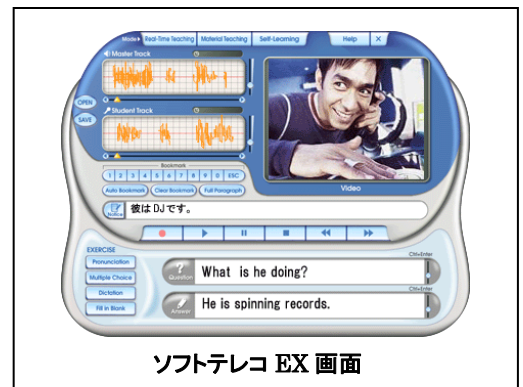 Mode▶ Real-Time Teaching Material Teaching Self-Learning Help ×
Master Track
OPEN
SAVE
Student Track
Bookmark
1 2 3 4 5 6 7 8 9 0 ESC
Auto Bookmark Clear Bookmark Full Paragraph
Video
Notice 彼は DJ です。
EXERCISE
Pronunciation
Multiple Choice
Dictation
Fill in Blank
Ctrl+Enter
? Question What is he doing?
Ctrl+Enter
Answer He is spinning records.
ソフトテレコ EX 画面